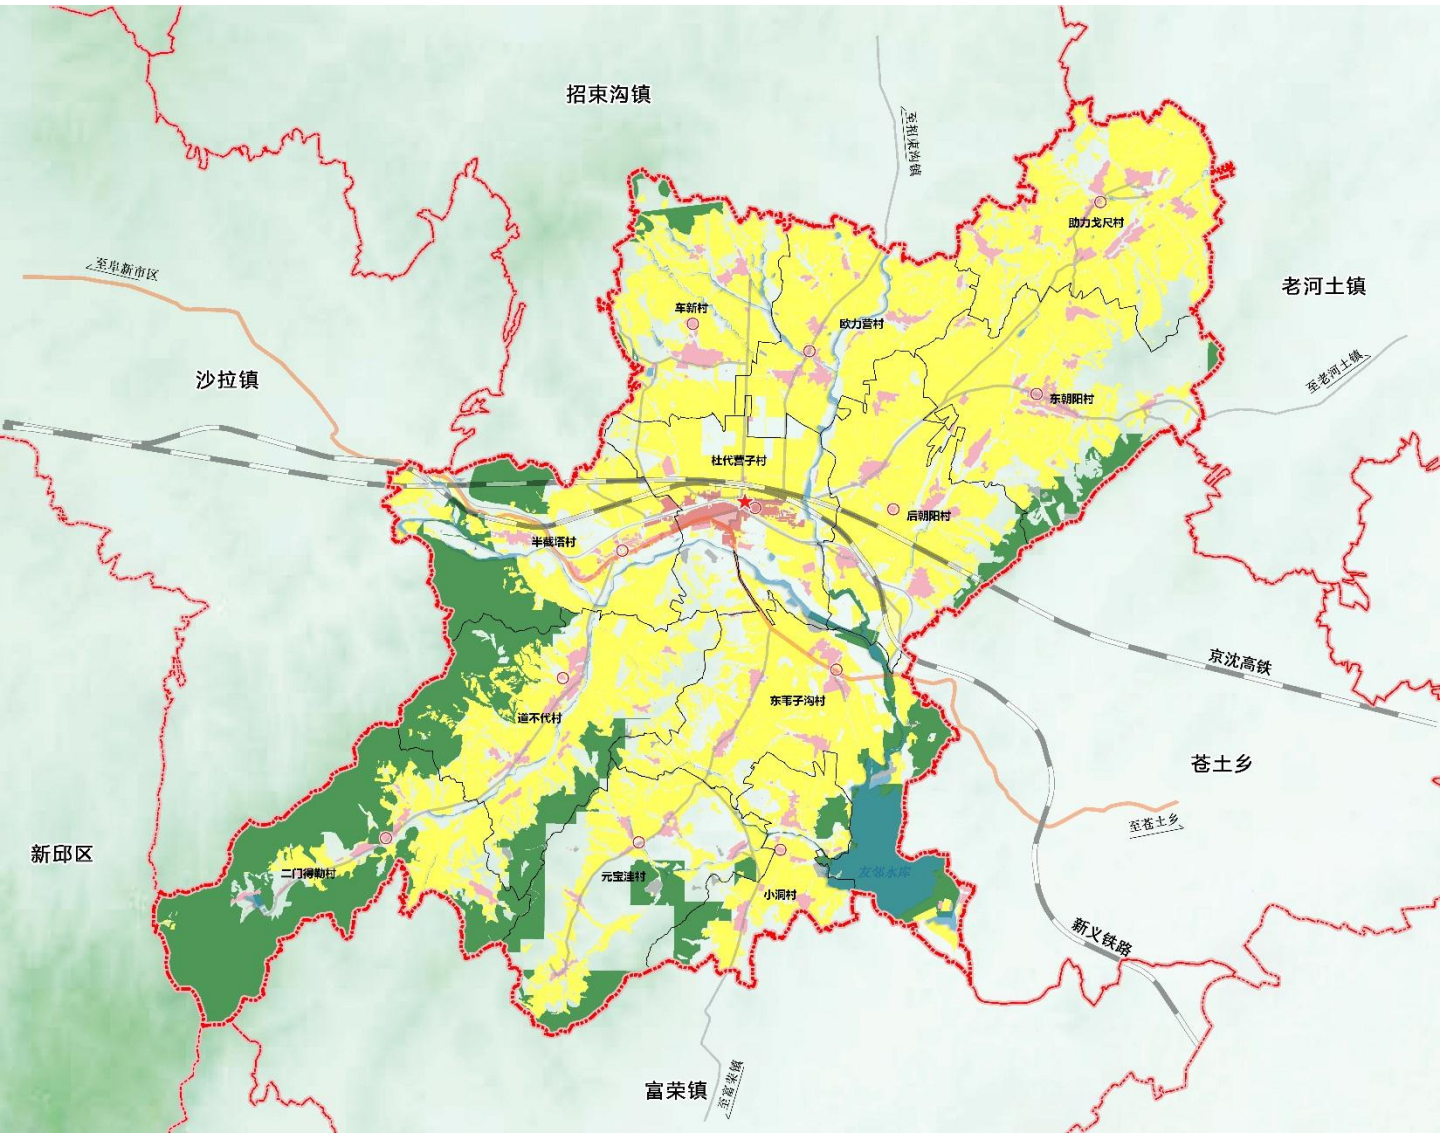 招束沟镇
至招束沟镇
助力戈尺村
至阜新市区
老河土镇
车新村
欧力营村
沙拉镇
至老河土镇
东朝阳村
杜代营子村
后朝阳村
半截塔村
京沈高铁
东苇子沟村
道不代村
苍土乡
至苍土乡
新邱区
二门得勒村
元宝洼村
友邻水库
小洞村
新义铁路
富荣镇
至富荣镇